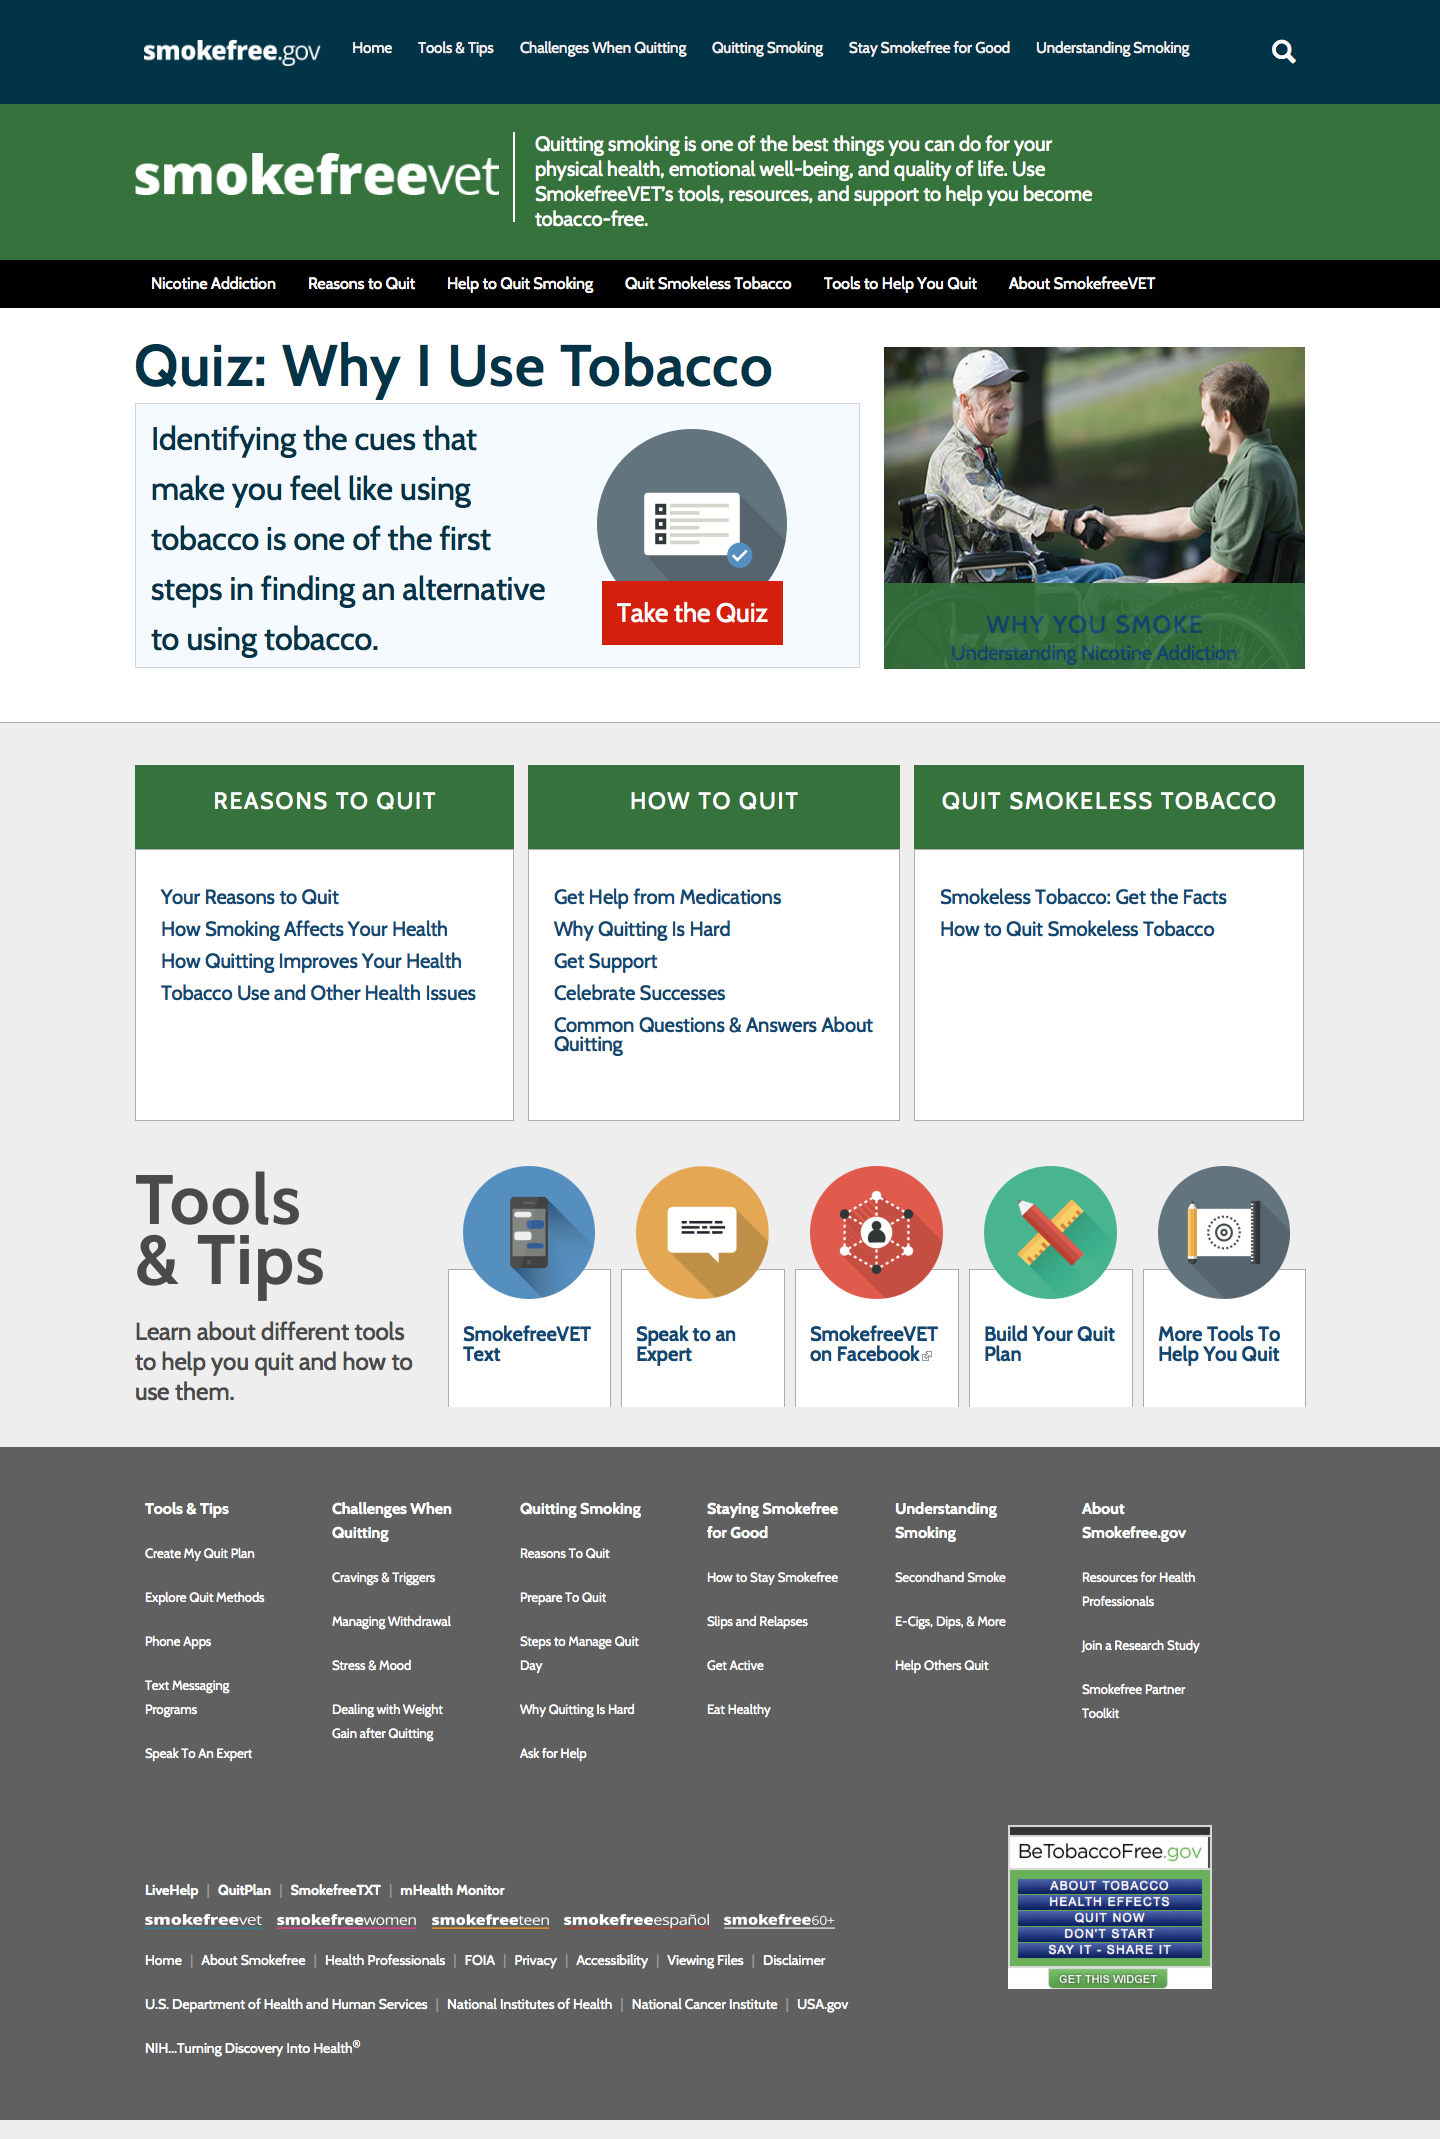 smokefree.gov
Home Tools & Tips Challenges When Quitting Quitting Smoking Stay Smokefree for Good Understanding Smoking
smokefreevet
Quitting smoking is one of the best things you can do for your
physical health, emotional well-being, and quality of life. Use
SmokefreeVET's tools, resources, and support to help you become
tobacco-free.
Nicotine Addiction Reasons to Quit Help to Quit Smoking Quit Smokeless Tobacco Tools to Help You Quit About SmokefreeVET
Quiz: Why I Use Tobacco
Identifying the cues that
make you feel like using
tobacco is one of the first
steps in finding an alternative
to using tobacco.
Take the Quiz
WHY YOU SMOKE
Understanding Nicotine Addiction
REASONS TO QUIT
Your Reasons to Quit
How Smoking Affects Your Health
How Quitting Improves Your Health
Tobacco Use and Other Health Issues
HOW TO QUIT
Get Help from Medications
Why Quitting Is Hard
Get Support
Celebrate Successes
Common Questions & Answers About
Quitting
QUIT SMOKELESS TOBACCO
Smokeless Tobacco: Get the Facts
How to Quit Smokeless Tobacco
Tools
& Tips
Learn about different tools
to help you quit and how to
use them.
SmokefreeVET
Text
Speak to an
Expert
SmokefreeVET
on Facebook
Build Your Quit
Plan
More Tools To
Help You Quit
Tools & Tips
Create My Quit Plan
Explore Quit Methods
Phone Apps
Text Messaging
Programs
Speak To An Expert
Challenges When
Quitting
Cravings & Triggers
Managing Withdrawal
Stress & Mood
Dealing with Weight
Gain after Quitting
Quitting Smoking
Reasons To Quit
Prepare To Quit
Steps to Manage Quit
Day
Why Quitting Is Hard
Ask for Help
Staying Smokefree
for Good
How to Stay Smokefree
Slips and Relapses
Get Active
Eat Healthy
Understanding
Smoking
Secondhand Smoke
E-Cigs, Dips, & More
Help Others Quit
About
Smokefree.gov
Resources for Health
Professionals
Join a Research Study
Smokefree Partner
Toolkit
LiveHelp | QuitPlan | SmokefreeTXT | mHealth Monitor
smokefreevet smokefreewomen smokefreeteen smokefreeespañol smokefree60+
Home | About Smokefree | Health Professionals | FOIA | Privacy | Accessibility | Viewing Files | Disclaimer
U.S. Department of Health and Human Services | National Institutes of Health | National Cancer Institute | USA.gov
NIH...Turning Discovery Into Health®
BeTobaccoFree.gov
ABOUT TOBACCO
HEALTH EFFECTS
QUIT NOW
DON'T START
SAY IT - SHARE IT
GET THIS WIDGET